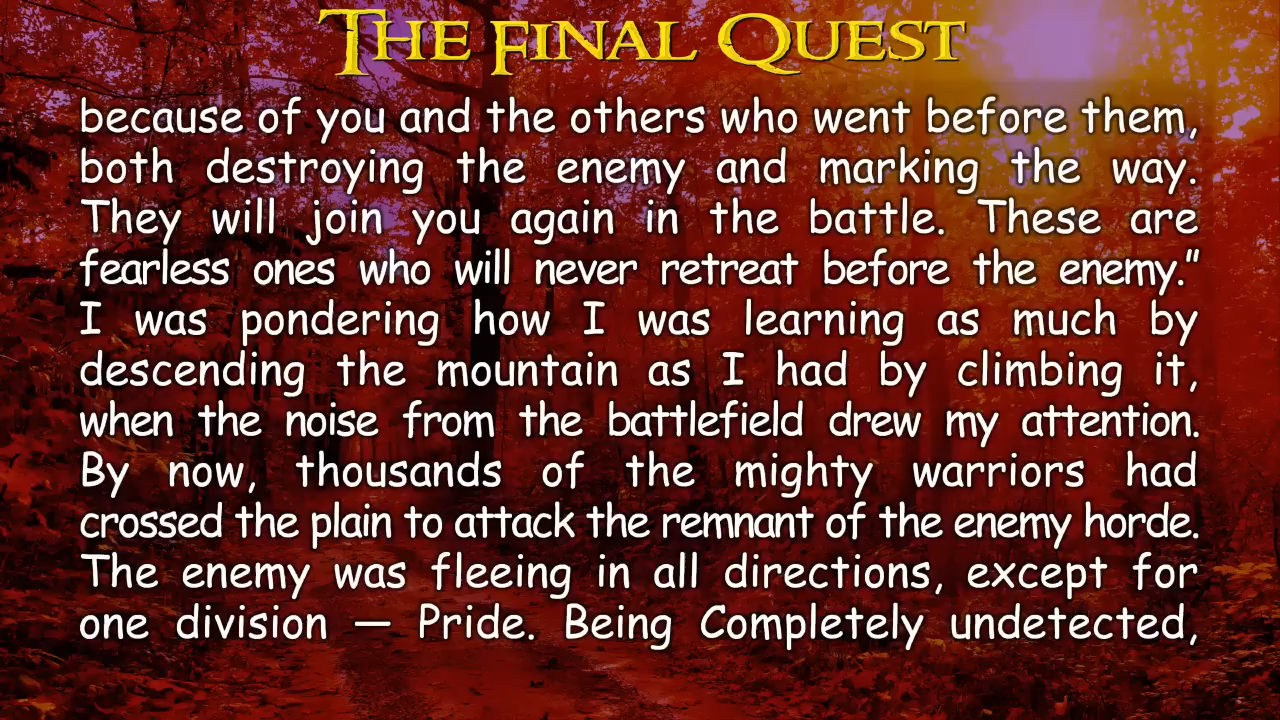 The Final Quest
because of you and the others who went before them,
both destroying the enemy and marking the way.
They will join you again in the battle. These are
fearless ones who will never retreat before the enemy.”
I was pondering how I was learning as much by
descending the mountain as I had by climbing it,
when the noise from the battlefield drew my attention.
By now, thousands of the mighty warriors had
crossed the plain to attack the remnant of the enemy horde.
The enemy was fleeing in all directions, except for
one division — Pride. Being Completely undetected,